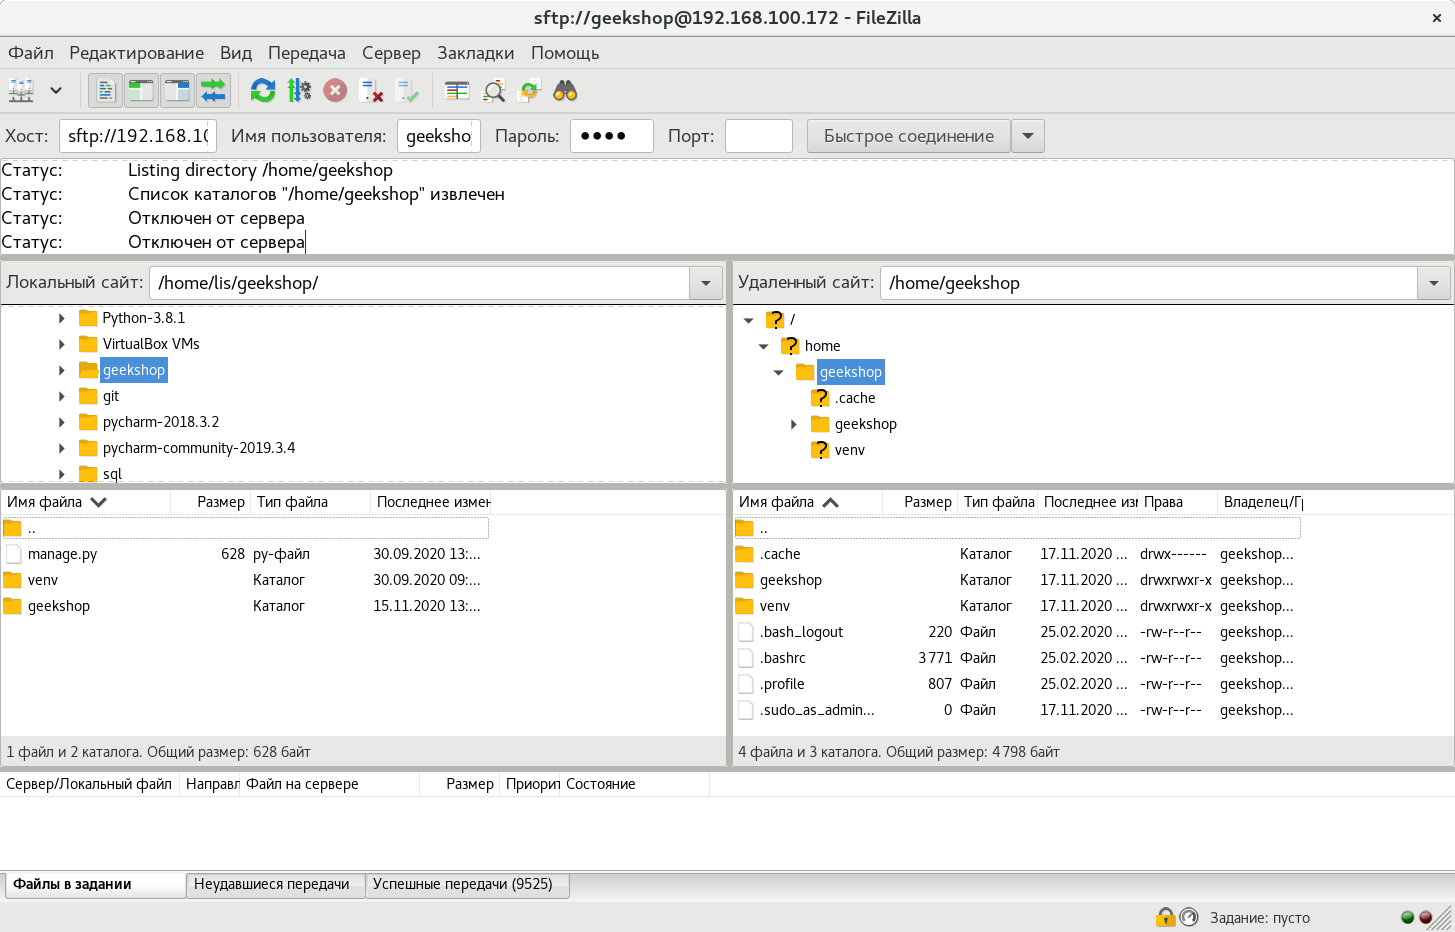 sftp://geekshop@192.168.100.172 - FileZilla
Файл Редактирование Вид Передача Сервер Закладки Помощь
Хост: sftp://192.168.10 Имя пользователя: geeksho Пароль: ●●●● Порт: Быстрое соединение
Статус: Listing directory /home/geekshop
Статус: Список каталогов "/home/geekshop" извлечен
Статус: Отключен от сервера
Статус: Отключен от сервера
Локальный сайт: /home/lis/geekshop/
Python-3.8.1
VirtualBox VMs
geekshop
git
pycharm-2018.3.2
pycharm-community-2019.3.4
sql
Имя файла Размер Тип файла Последнее измен
..
manage.py 628 py-файл 30.09.2020 13:...
venv Каталог 30.09.2020 09:...
geekshop Каталог 15.11.2020 13:...
1 файл и 2 каталога. Общий размер: 628 байт
Удаленный сайт: /home/geekshop
/
home
geekshop
.cache
geekshop
venv
Имя файла Размер Тип файла Последнее из Права Владелец/Г
..
.cache Каталог 17.11.2020 ... drwx------ geekshop...
geekshop Каталог 17.11.2020 ... drwxrwxr-x geekshop...
venv Каталог 17.11.2020 ... drwxrwxr-x geekshop...
.bash_logout 220 Файл 25.02.2020 ... -rw-r--r-- geekshop...
.bashrc 3 771 Файл 25.02.2020 ... -rw-r--r-- geekshop...
.profile 807 Файл 25.02.2020 ... -rw-r--r-- geekshop...
.sudo_as_admin... 0 Файл 17.11.2020 ... -rw-r--r-- geekshop...
4 файла и 3 каталога. Общий размер: 4 798 байт
Сервер/Локальный файл Направл Файл на сервере Размер Приорит Состояние
Файлы в задании Неудавшиеся передачи Успешные передачи (9525)
Задание: пусто